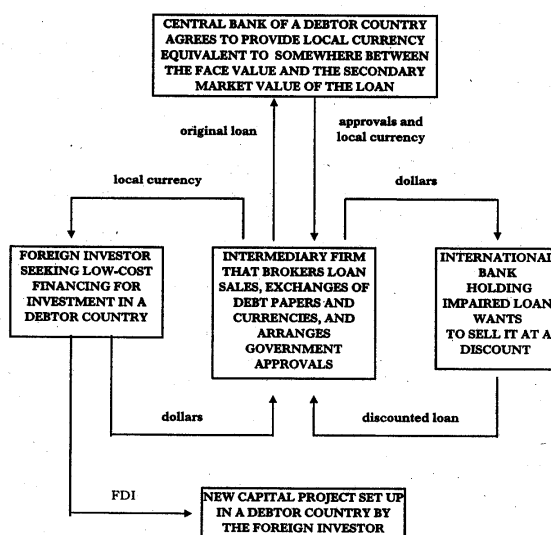 CENTRAL BANK OF A DEBTOR COUNTRY
AGREES TO PROVIDE LOCAL CURRENCY
EQUIVALENT TO SOMEWHERE BETWEEN
THE FACE VALUE AND THE SECONDARY
MARKET VALUE OF THE LOAN
original loan
approvals and
local currency
local currency
dollars
FOREIGN INVESTOR
SEEKING LOW-COST
FINANCING FOR
INVESTMENT IN A
DEBTOR COUNTRY
INTERMEDIARY FIRM
THAT BROKERS LOAN
SALES, EXCHANGES OF
DEBT PAPERS AND
CURRENCIES, AND
ARRANGES
GOVERNMENT
APPROVALS
INTERNATIONAL
BANK
HOLDING
IMPAIRED LOAN
WANTS
TO SELL IT AT A
DISCOUNT
dollars
discounted loan
FDI
NEW CAPITAL PROJECT SET UP
IN A DEBTOR COUNTRY BY
THE FOREIGN INVESTOR